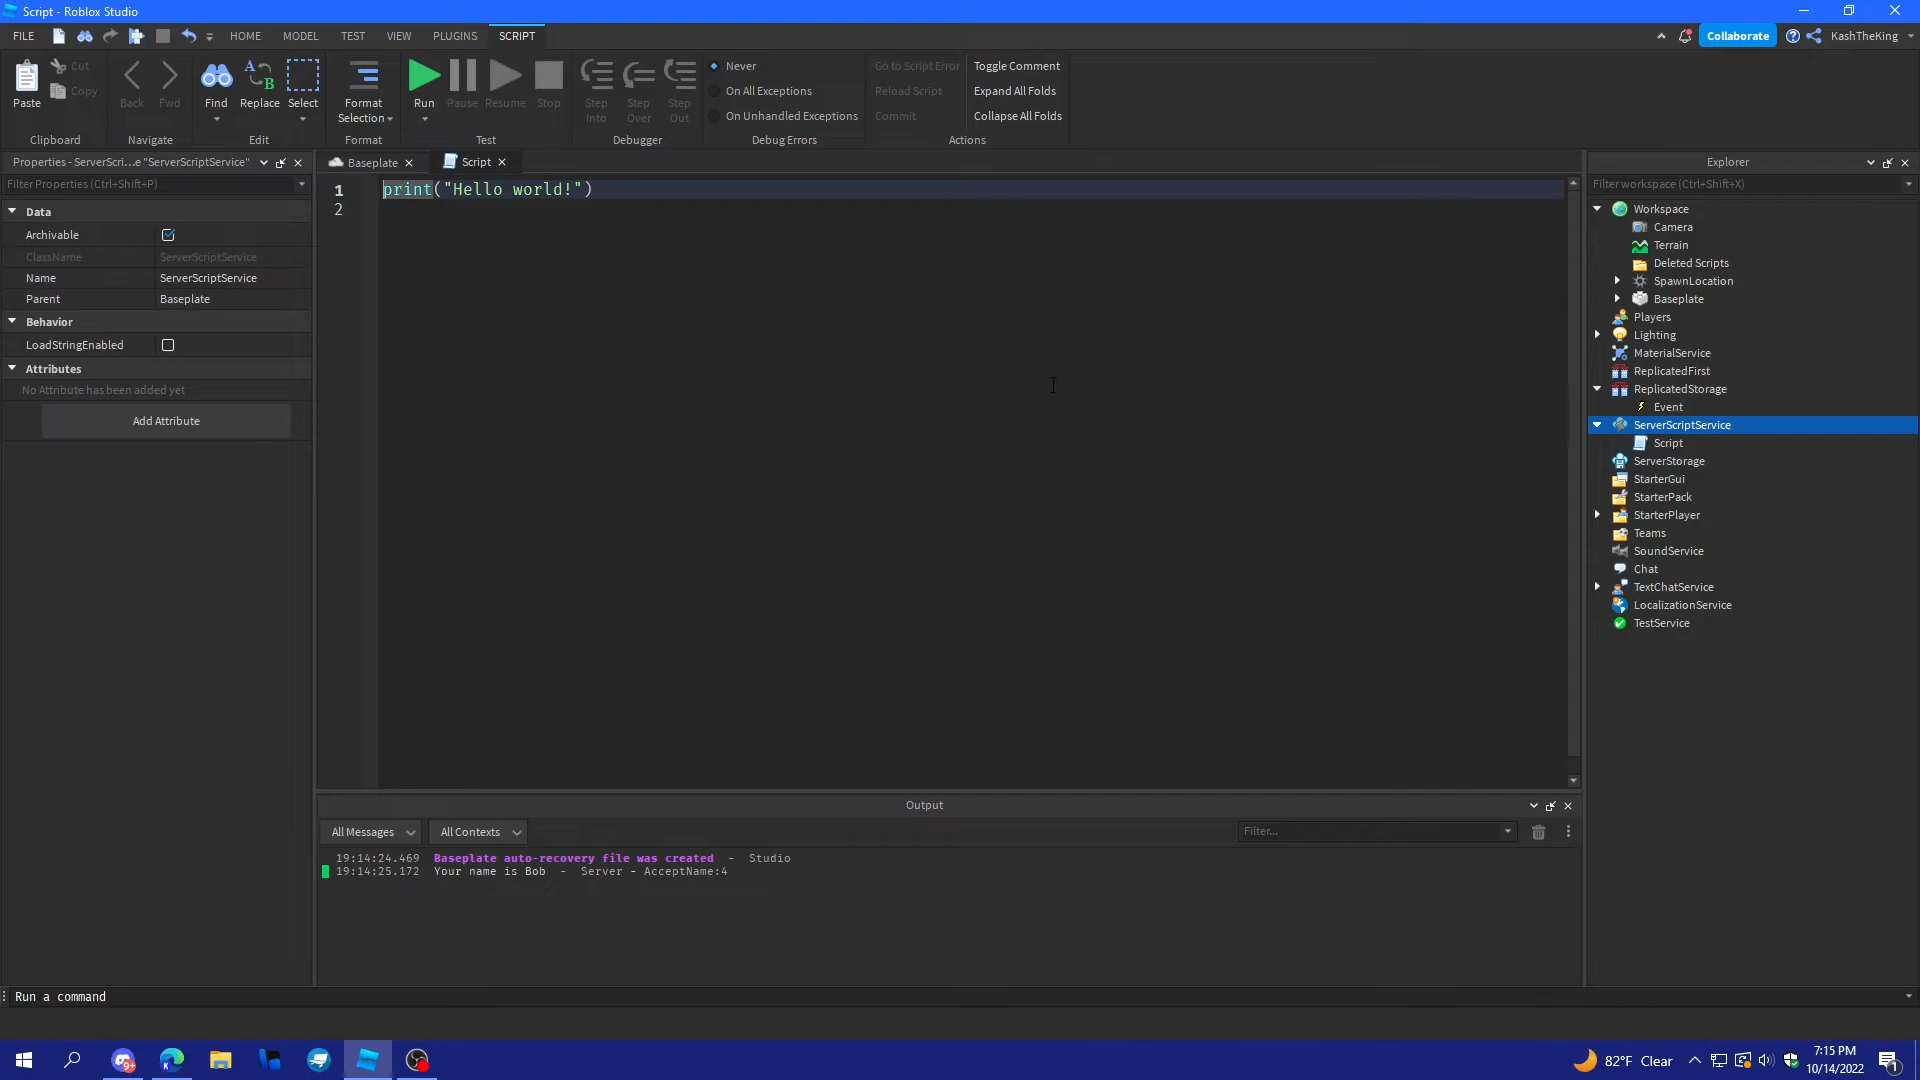 Script - Roblox Studio
FILE HOME MODEL TEST VIEW PLUGINS SCRIPT Collaborate KashTheKing
Paste Cut Copy Clipboard
Back Fwd Navigate
Find Replace Select Edit
Format Selection Format
Run Pause Resume Stop Test
Step Into Step Over Step Out Debugger
Never
On All Exceptions
On Unhandled Exceptions
Debug Errors
Go to Script Error Toggle Comment
Reload Script Expand All Folds
Commit Collapse All Folds
Actions
Properties - ServerScri...e "ServerScriptService"
Filter Properties (Ctrl+Shift+P)
Data
Archivable
ClassName ServerScriptService
Name ServerScriptService
Parent Baseplate
Behavior
LoadStringEnabled
Attributes
No Attribute has been added yet
Add Attribute
Baseplate Script
1 print("Hello world!")
2
Output
All Messages All Contexts Filter...
19:14:24.469 Baseplate auto-recovery file was created - Studio
19:14:25.172 Your name is Bob - Server - AcceptName:4
Explorer
Filter workspace (Ctrl+Shift+X)
Workspace
Camera
Terrain
Deleted Scripts
SpawnLocation
Baseplate
Players
Lighting
MaterialService
ReplicatedFirst
ReplicatedStorage
Event
ServerScriptService
Script
ServerStorage
StarterGui
StarterPack
StarterPlayer
Teams
SoundService
Chat
TextChatService
LocalizationService
TestService
Run a command
9+
K
82°F Clear
7:15 PM
10/14/2022
1